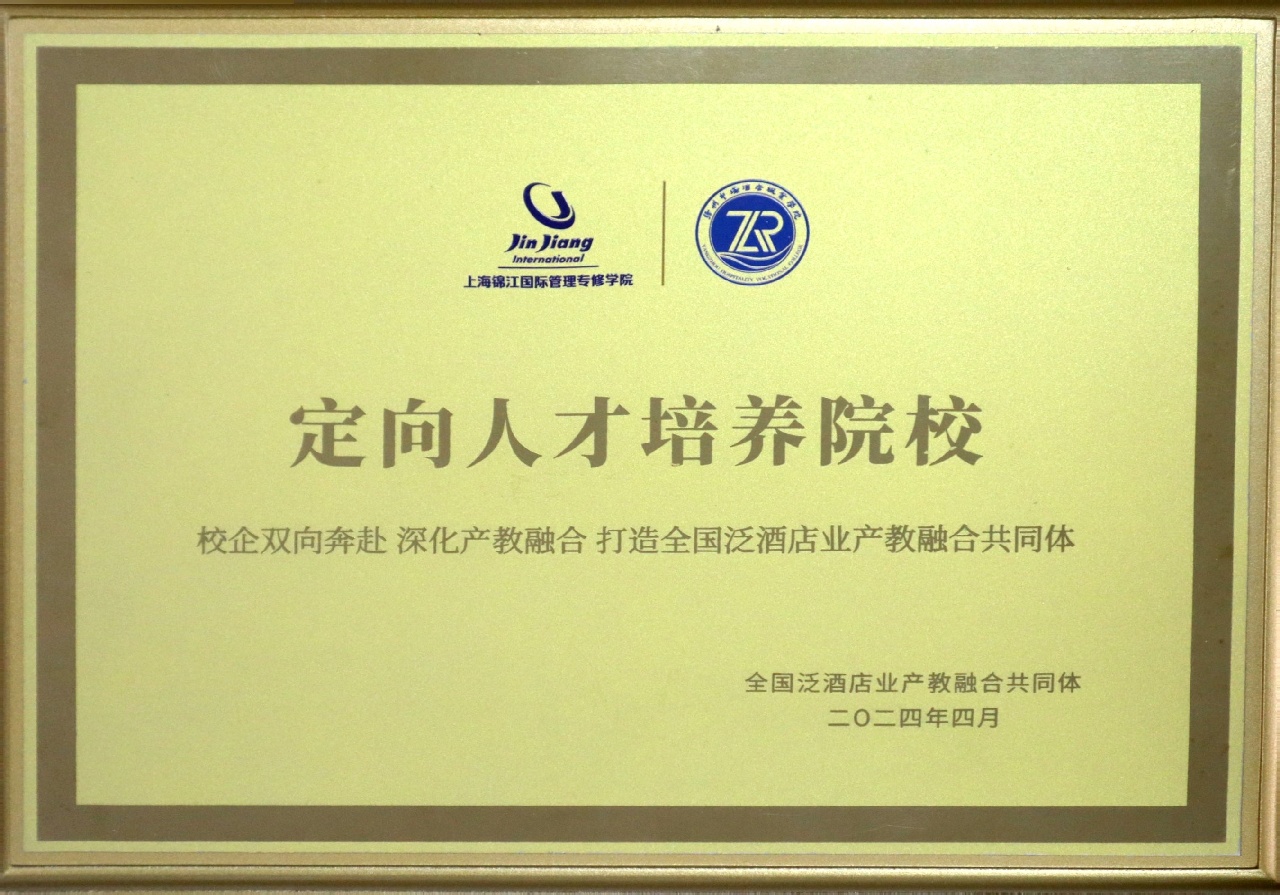 Jin Jiang
International
上海锦江国际管理专修学院
ZR
定向人才培养院校
校企双向奔赴 深化产教融合 打造全国泛酒店业产教融合共同体
全国泛酒店业产教融合共同体
二〇二四年四月